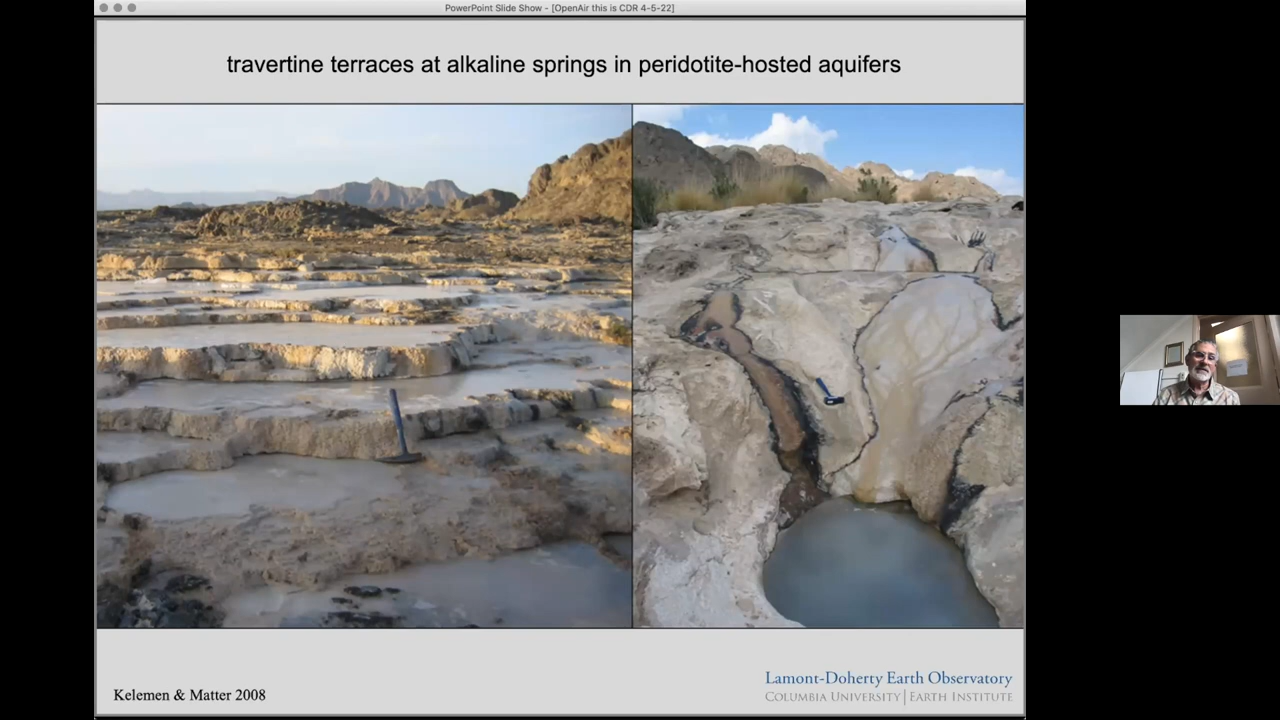 PowerPoint Slide Show - [OpenAir this is CDR 4-5-22]
travertine terraces at alkaline springs in peridotite-hosted aquifers
Kelemen & Matter 2008
Lamont-Doherty Earth Observatory
COLUMBIA UNIVERSITY | EARTH INSTITUTE